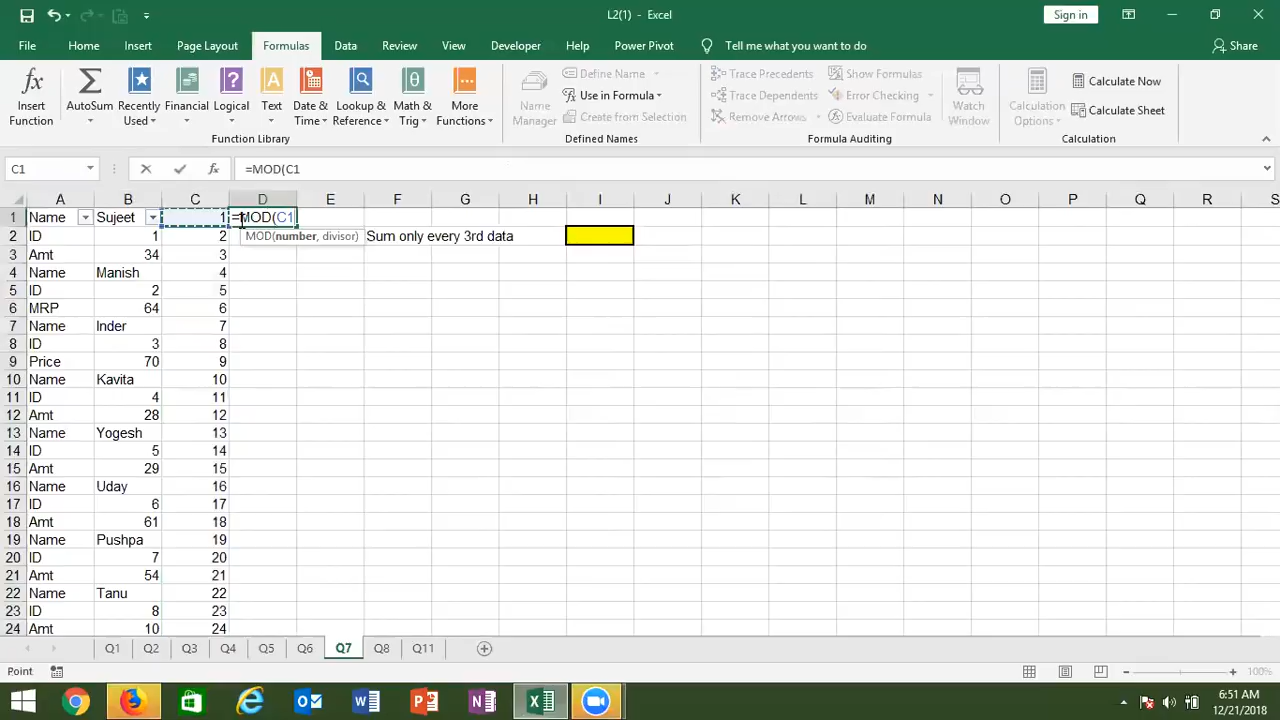 L2(1) - Excel
Sign in
File Home Insert Page Layout Formulas Data Review View Developer Help Power Pivot Tell me what you want to do Share
Insert Function
AutoSum
Recently Used
Financial
Logical
Text
Date & Time
Lookup & Reference
Math & Trig
More Functions
Function Library
Name Manager
Define Name
Use in Formula
Create from Selection
Defined Names
Trace Precedents
Trace Dependents
Remove Arrows
Show Formulas
Error Checking
Evaluate Formula
Formula Auditing
Watch Window
Calculation Options
Calculate Now
Calculate Sheet
Calculation
C1 fx =MOD(C1
A B C D E F G H I J K L M N O P Q R S
1 Name Sujeet 1 =MOD(C1
MOD(number, divisor)
2 ID 1 2 Sum only every 3rd data
3 Amt 34 3
4 Name Manish 4
5 ID 2 5
6 MRP 64 6
7 Name Inder 7
8 ID 3 8
9 Price 70 9
10 Name Kavita 10
11 ID 4 11
12 Amt 28 12
13 Name Yogesh 13
14 ID 5 14
15 Amt 29 15
16 Name Uday 16
17 ID 6 17
18 Amt 61 18
19 Name Pushpa 19
20 ID 7 20
21 Amt 54 21
22 Name Tanu 22
23 ID 8 23
24 Amt 10 24
Q1 Q2 Q3 Q4 Q5 Q6 Q7 Q8 Q11
Point 100%
6:51 AM
12/21/2018